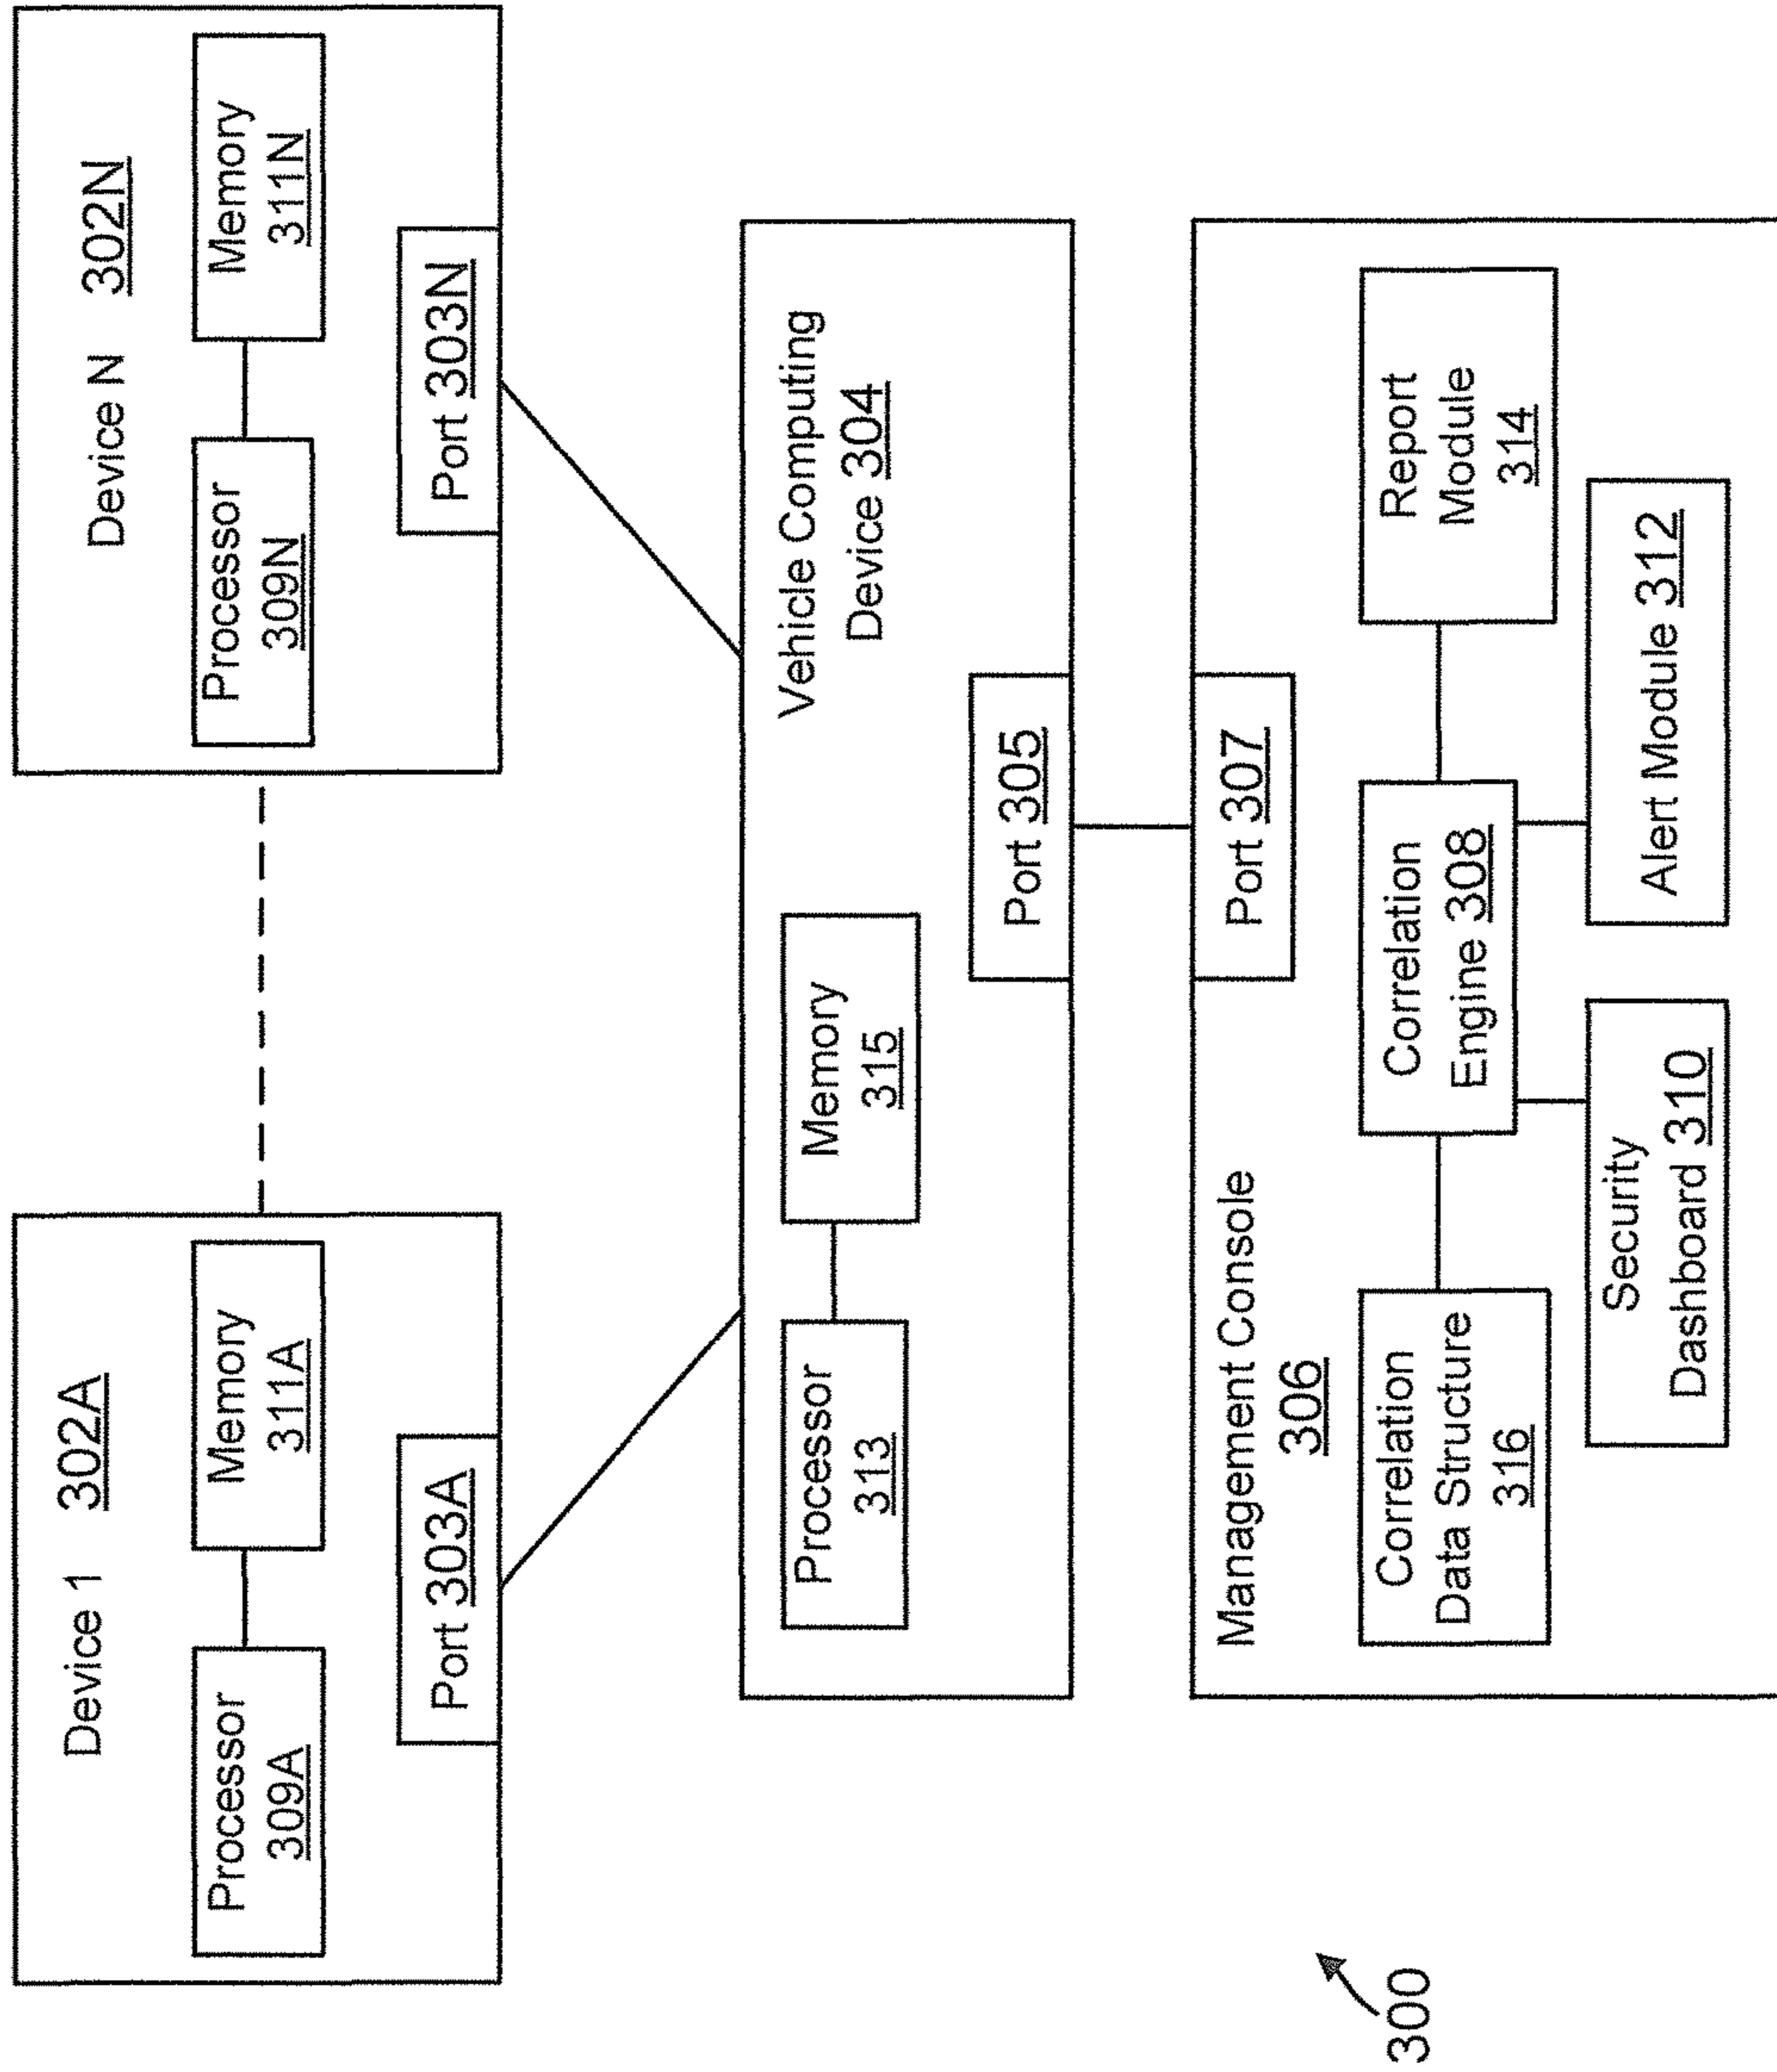 Device 1 302A
Processor
309A
Memory
311A
Port 303A
Device N 302N
Processor
309N
Memory
311N
Port 303N
Vehicle Computing
Device 304
Processor
313
Memory
315
Port 305
Port 307
Management Console
306
Correlation
Data Structure
316
Correlation
Engine 308
Report
Module
314
Security
Dashboard 310
Alert Module 312
300